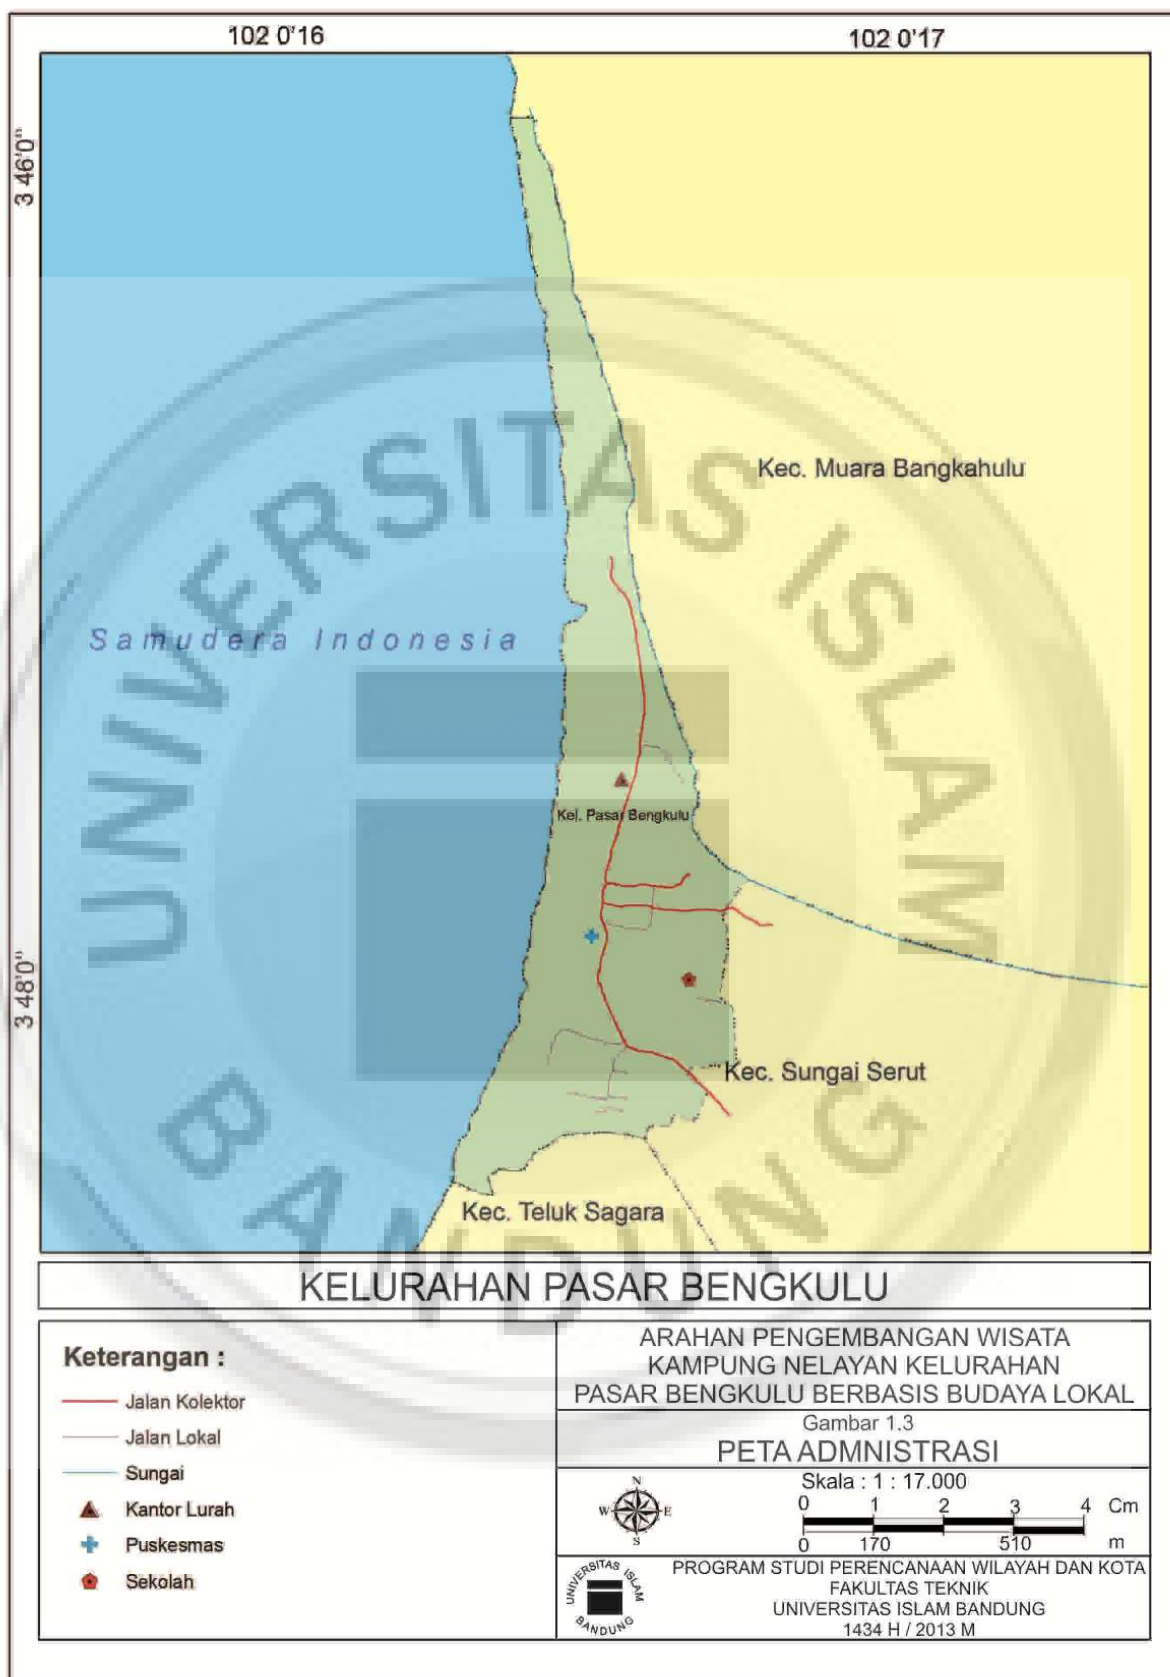 102 0'16
102 0'17
3 46'0"
Kec. Muara Bangkahulu
Samudera Indonesia
Kel. Pasar Bengkulu
3 48'0"
Kec. Sungai Serut
Kec. Teluk Sagara
UNIVERSITAS ISLAM
BANDUNG
KELURAHAN PASAR BENGKULU
Keterangan :
Jalan Kolektor
Jalan Lokal
Sungai
Kantor Lurah
Puskesmas
Sekolah
ARAHAN PENGEMBANGAN WISATA
KAMPUNG NELAYAN KELURAHAN
PASAR BENGKULU BERBASIS BUDAYA LOKAL
Gambar 1.3
PETA ADMNISTRASI
Skala : 1 : 17.000
N
W E
S
0 1 2 3 4 Cm
0 170 510 m
UNIVERSITAS ISLAM
BANDUNG
PROGRAM STUDI PERENCANAAN WILAYAH DAN KOTA
FAKULTAS TEKNIK
UNIVERSITAS ISLAM BANDUNG
1434 H / 2013 M